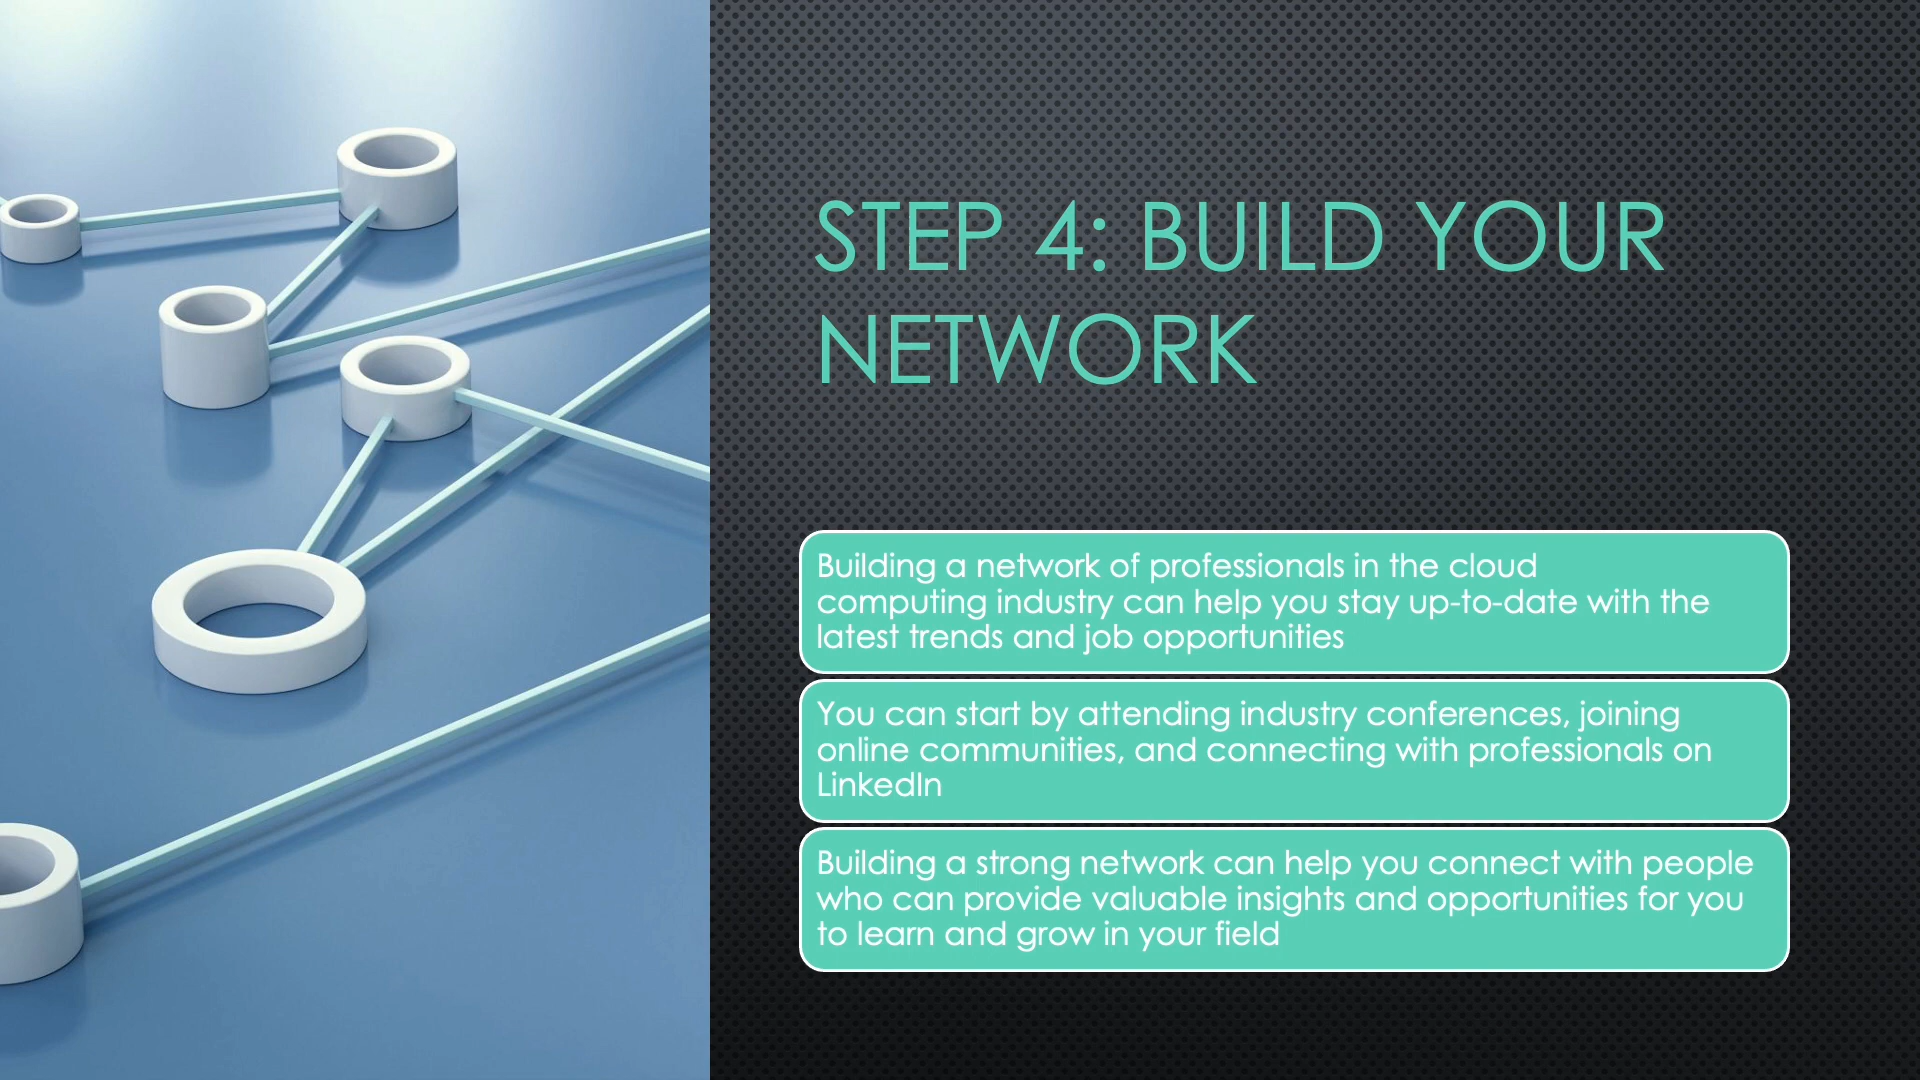 STEP 4: BUILD YOUR
NETWORK
Building a network of professionals in the cloud
computing industry can help you stay up-to-date with the
latest trends and job opportunities
You can start by attending industry conferences, joining
online communities, and connecting with professionals on
LinkedIn
Building a strong network can help you connect with people
who can provide valuable insights and opportunities for you
to learn and grow in your field